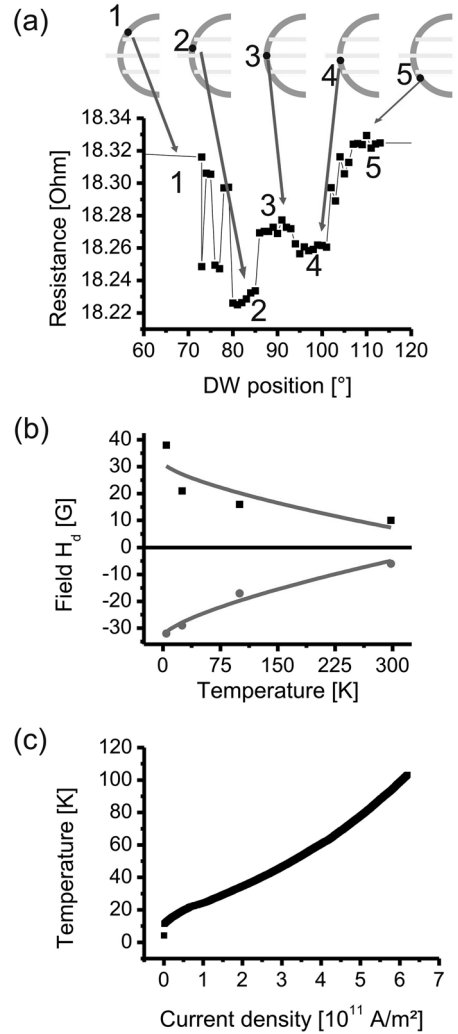 (a)
1
2
3
4
5
18.34
18.32
18.30
18.28
18.26
18.24
18.22
Resistance [Ohm]
1
2
3
4
5
60 70 80 90 100 110 120
DW position [°]
(b)
40
30
20
10
0
-10
-20
-30
Field H_d [G]
0 75 150 225 300
Temperature [K]
(c)
120
100
80
60
40
20
0
Temperature [K]
0 1 2 3 4 5 6 7
Current density [10¹¹ A/m²]